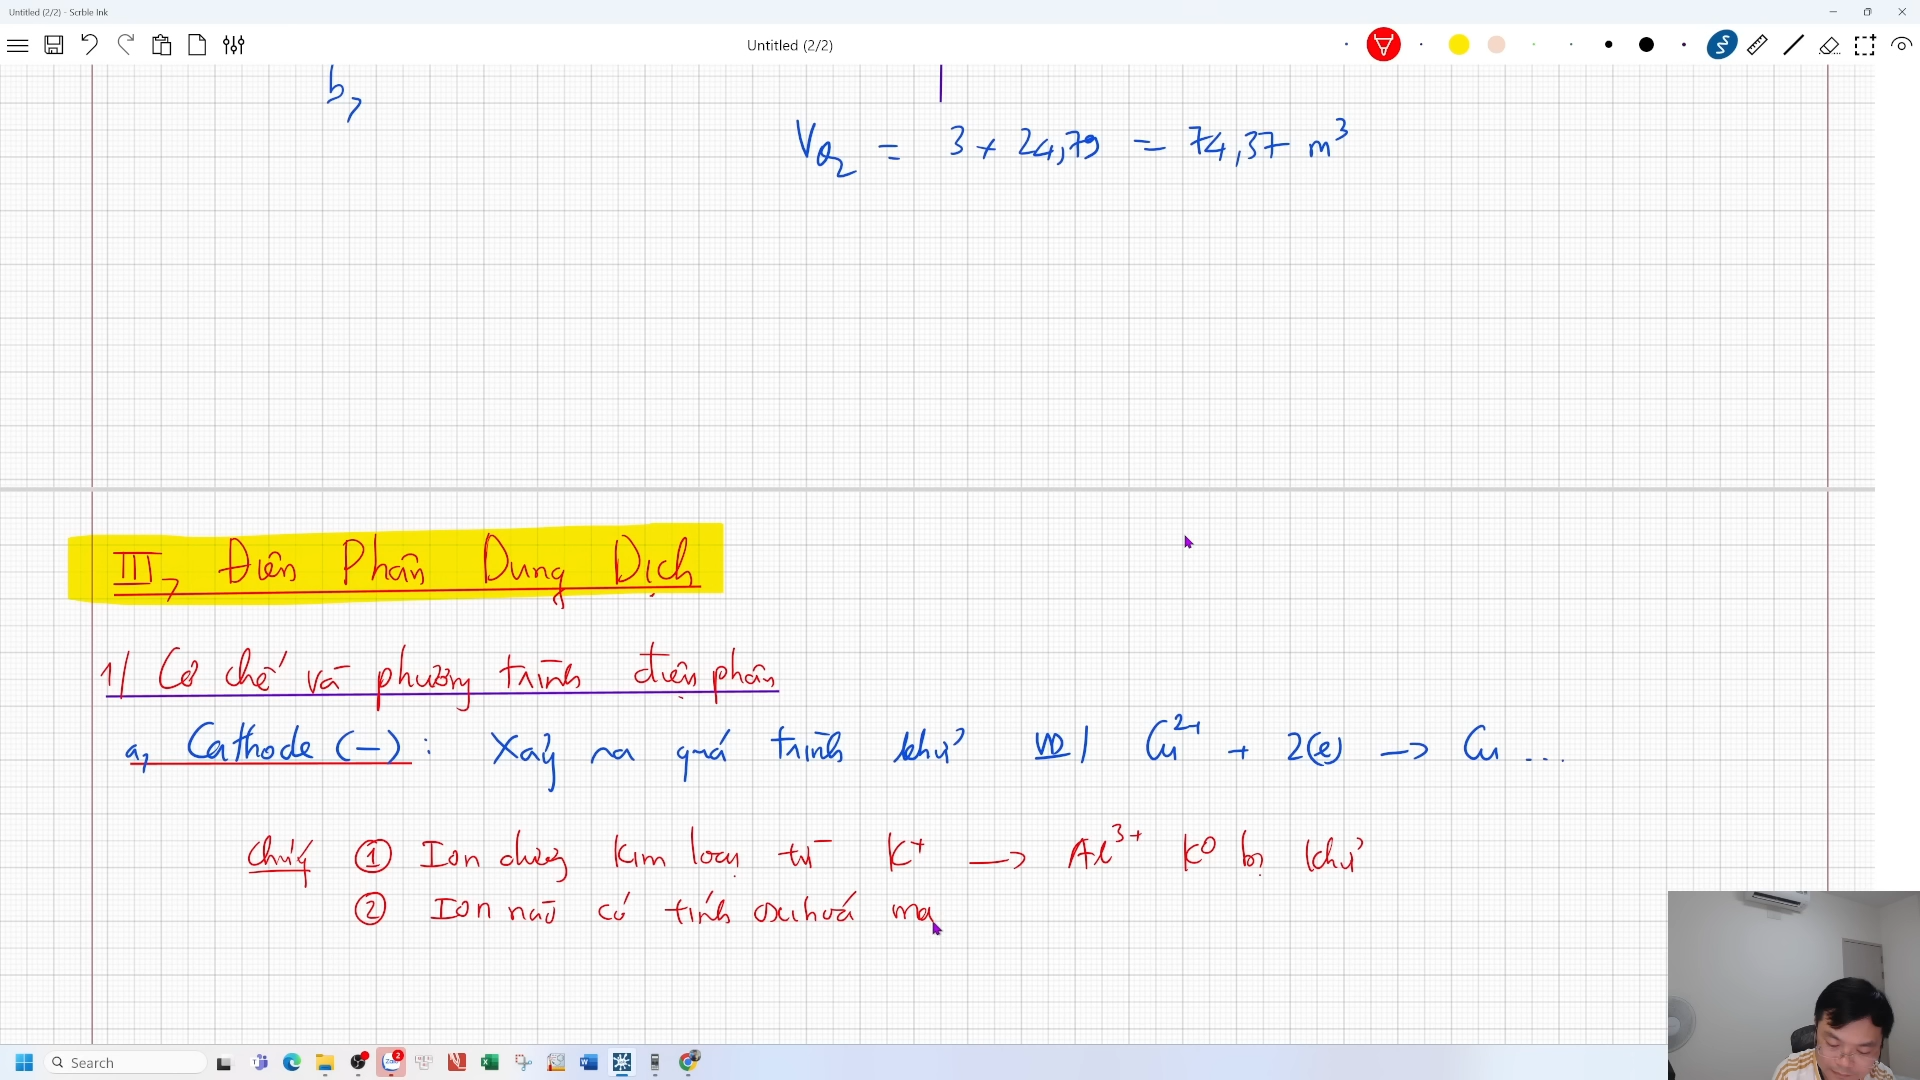 Untitled (2/2) - Scrble Ink
Untitled (2/2)
b,
V O2 = 3 × 24,79 = 74,37 m³
III, Điện Phân Dung Dịch
1/ Cơ chế và phương trình điện phân
a, Cathode (-): Xảy ra quá trình khử VD/ Cu²⁺ + 2(e) → Cu ...
Chú ý ① Ion dương kim loại từ K⁺ → Al³⁺ K⁰ bị khử
② Ion nào có tính oxi hoá mạ
Search